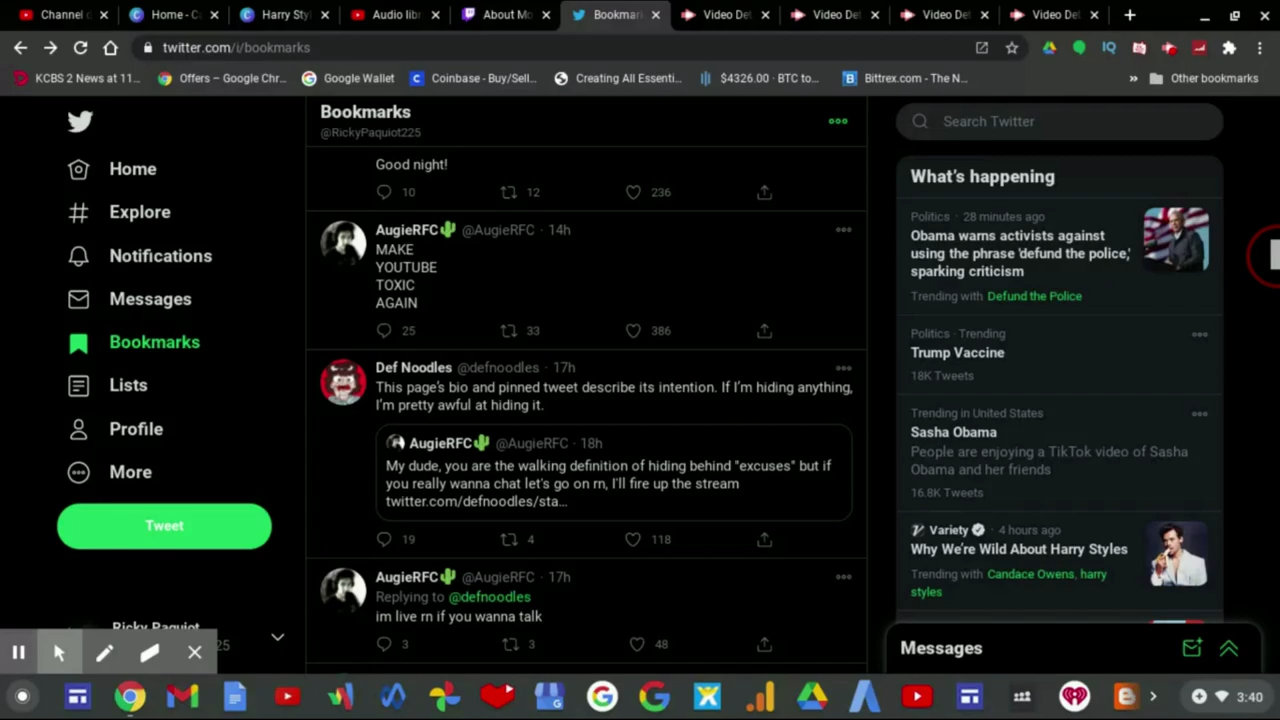 Channel d
Home - C
Harry Sty
Audio libr
About Mo
Bookmar
Video Det
Video Det
Video Det
Video Det
twitter.com/i/bookmarks
IQ
KCBS 2 News at 11...
Offers – Google Chr...
Google Wallet
Coinbase - Buy/Sell...
Creating All Essenti...
$4326.00 · BTC to...
Bittrex.com - The N...
»
Other bookmarks
Home
Explore
Notifications
Messages
Bookmarks
Lists
Profile
More
Tweet
Ricky Paquiot
25
Bookmarks
@RickyPaquiot225
Good night!
10 12 236
AugieRFC🌵 @AugieRFC · 14h
MAKE
YOUTUBE
TOXIC
AGAIN
25 33 386
Def Noodles @defnoodles · 17h
This page's bio and pinned tweet describe its intention. If I'm hiding anything,
I'm pretty awful at hiding it.
AugieRFC🌵 @AugieRFC · 18h
My dude, you are the walking definition of hiding behind "excuses" but if
you really wanna chat let's go on rn, I'll fire up the stream
twitter.com/defnoodles/sta...
19 4 118
AugieRFC🌵 @AugieRFC · 17h
Replying to @defnoodles
im live rn if you wanna talk
3 3 48
Search Twitter
What's happening
Politics · 28 minutes ago
Obama warns activists against
using the phrase 'defund the police,'
sparking criticism
Trending with Defund the Police
Politics · Trending
Trump Vaccine
18K Tweets
Trending in United States
Sasha Obama
People are enjoying a TikTok video of Sasha
Obama and her friends
16.8K Tweets
Variety · 4 hours ago
Why We're Wild About Harry Styles
Trending with Candace Owens, harry
styles
Messages
3:40